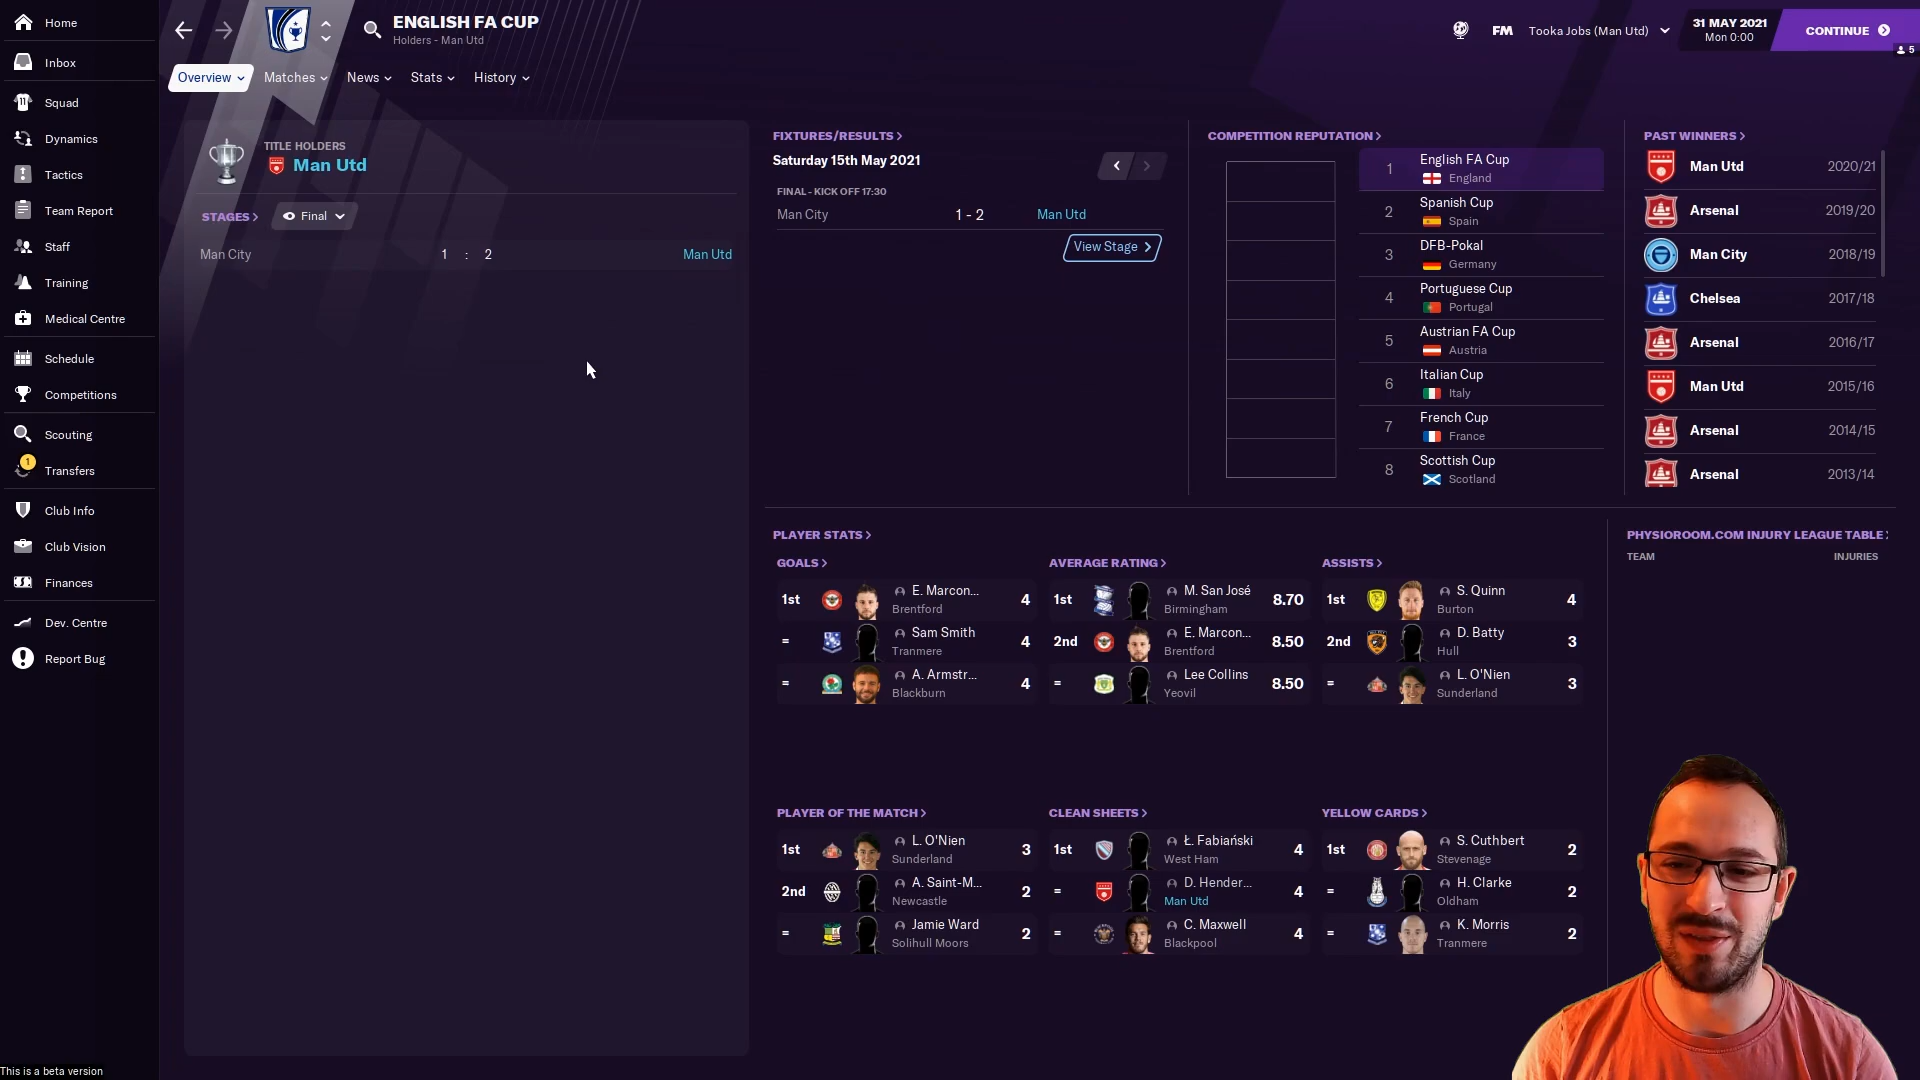 Home
Inbox
Squad
Dynamics
Tactics
Team Report
Staff
Training
Medical Centre
Schedule
Competitions
Scouting
1
Transfers
Club Info
Club Vision
Finances
Dev. Centre
Report Bug
This is a beta version
ENGLISH FA CUP
Holders - Man Utd
FM
Tooka Jobs (Man Utd)
31 MAY 2021
Mon 0:00
CONTINUE
5
Overview
Matches
News
Stats
History
TITLE HOLDERS
Man Utd
STAGES
Final
Man City 1 : 2 Man Utd
FIXTURES/RESULTS
Saturday 15th May 2021
FINAL - KICK OFF 17:30
Man City 1 - 2 Man Utd
View Stage
COMPETITION REPUTATION
1 English FA Cup
England
2 Spanish Cup
Spain
3 DFB-Pokal
Germany
4 Portuguese Cup
Portugal
5 Austrian FA Cup
Austria
6 Italian Cup
Italy
7 French Cup
France
8 Scottish Cup
Scotland
PAST WINNERS
Man Utd 2020/21
Arsenal 2019/20
Man City 2018/19
Chelsea 2017/18
Arsenal 2016/17
Man Utd 2015/16
Arsenal 2014/15
Arsenal 2013/14
PLAYER STATS
GOALS
1st E. Marcon... 4
Brentford
= Sam Smith 4
Tranmere
= A. Armstr... 4
Blackburn
AVERAGE RATING
1st M. San José 8.70
Birmingham
2nd E. Marcon... 8.50
Brentford
= Lee Collins 8.50
Yeovil
ASSISTS
1st S. Quinn 4
Burton
2nd D. Batty 3
Hull
= L. O'Nien 3
Sunderland
PHYSIOROOM.COM INJURY LEAGUE TABLE
TEAM INJURIES
PLAYER OF THE MATCH
1st L. O'Nien 3
Sunderland
2nd A. Saint-M... 2
Newcastle
= Jamie Ward 2
Solihull Moors
CLEAN SHEETS
1st Ł. Fabiański 4
West Ham
= D. Hender... 4
Man Utd
= C. Maxwell 4
Blackpool
YELLOW CARDS
1st S. Cuthbert 2
Stevenage
= H. Clarke 2
Oldham
= K. Morris 2
Tranmere